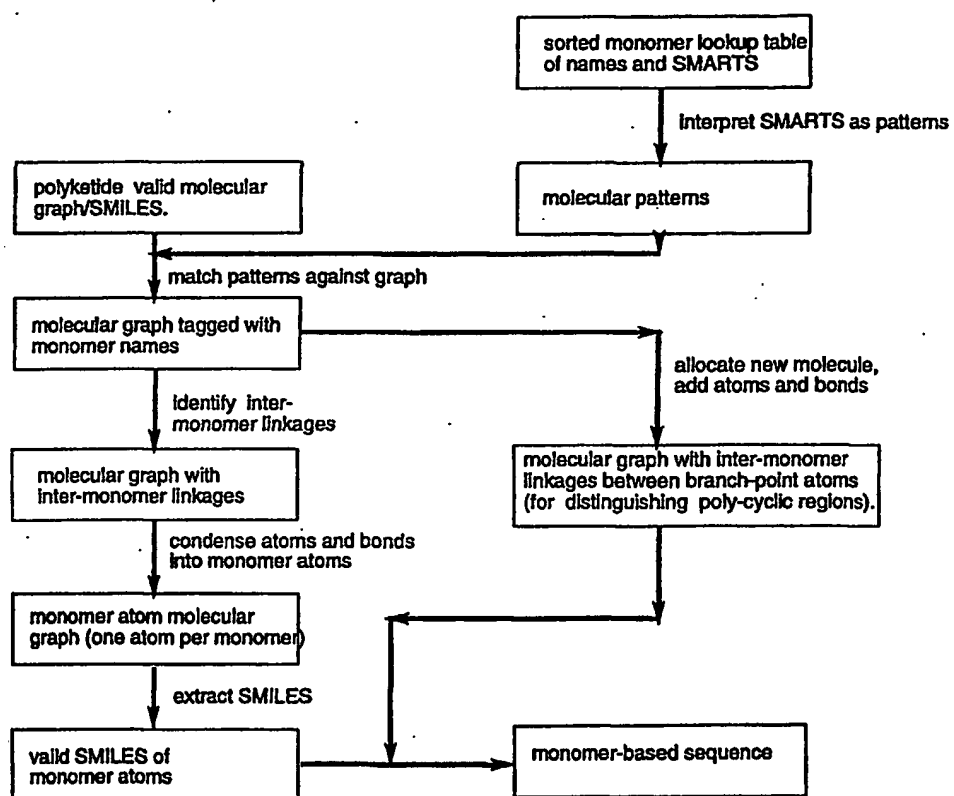 sorted monomer lookup table
of names and SMARTS
interpret SMARTS as patterns
polyketide valid molecular
graph/SMILES.
molecular patterns
match patterns against graph
molecular graph tagged with
monomer names
allocate new molecule,
add atoms and bonds
identify inter-
monomer linkages
molecular graph with
inter-monomer linkages
molecular graph with inter-monomer
linkages between branch-point atoms
(for distinguishing poly-cyclic regions).
condense atoms and bonds
into monomer atoms
monomer atom molecular
graph (one atom per monomer)
extract SMILES
valid SMILES of
monomer atoms
monomer-based sequence